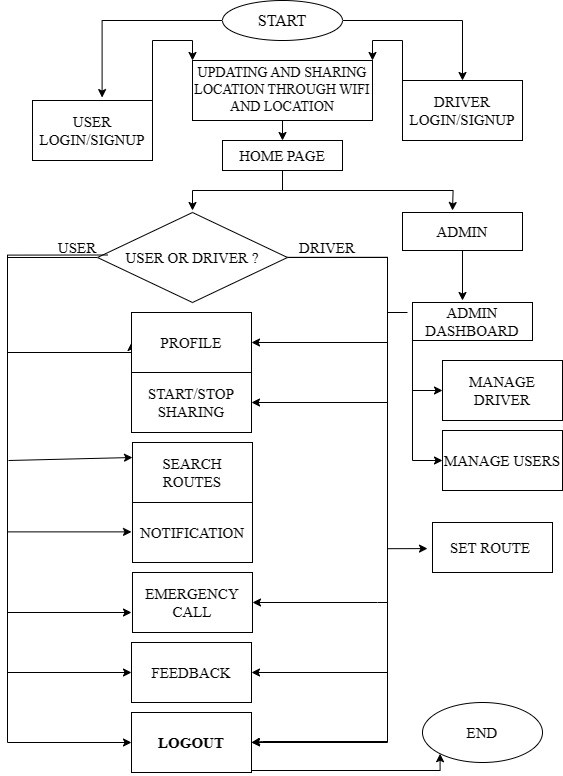 START
UPDATING AND SHARING
LOCATION THROUGH WIFI
AND LOCATION
USER
LOGIN/SIGNUP
DRIVER
LOGIN/SIGNUP
HOME PAGE
USER
USER OR DRIVER ?
DRIVER
ADMIN
PROFILE
ADMIN
DASHBOARD
START/STOP
SHARING
MANAGE
DRIVER
SEARCH
ROUTES
MANAGE USERS
NOTIFICATION
SET ROUTE
EMERGENCY
CALL
FEEDBACK
LOGOUT
END